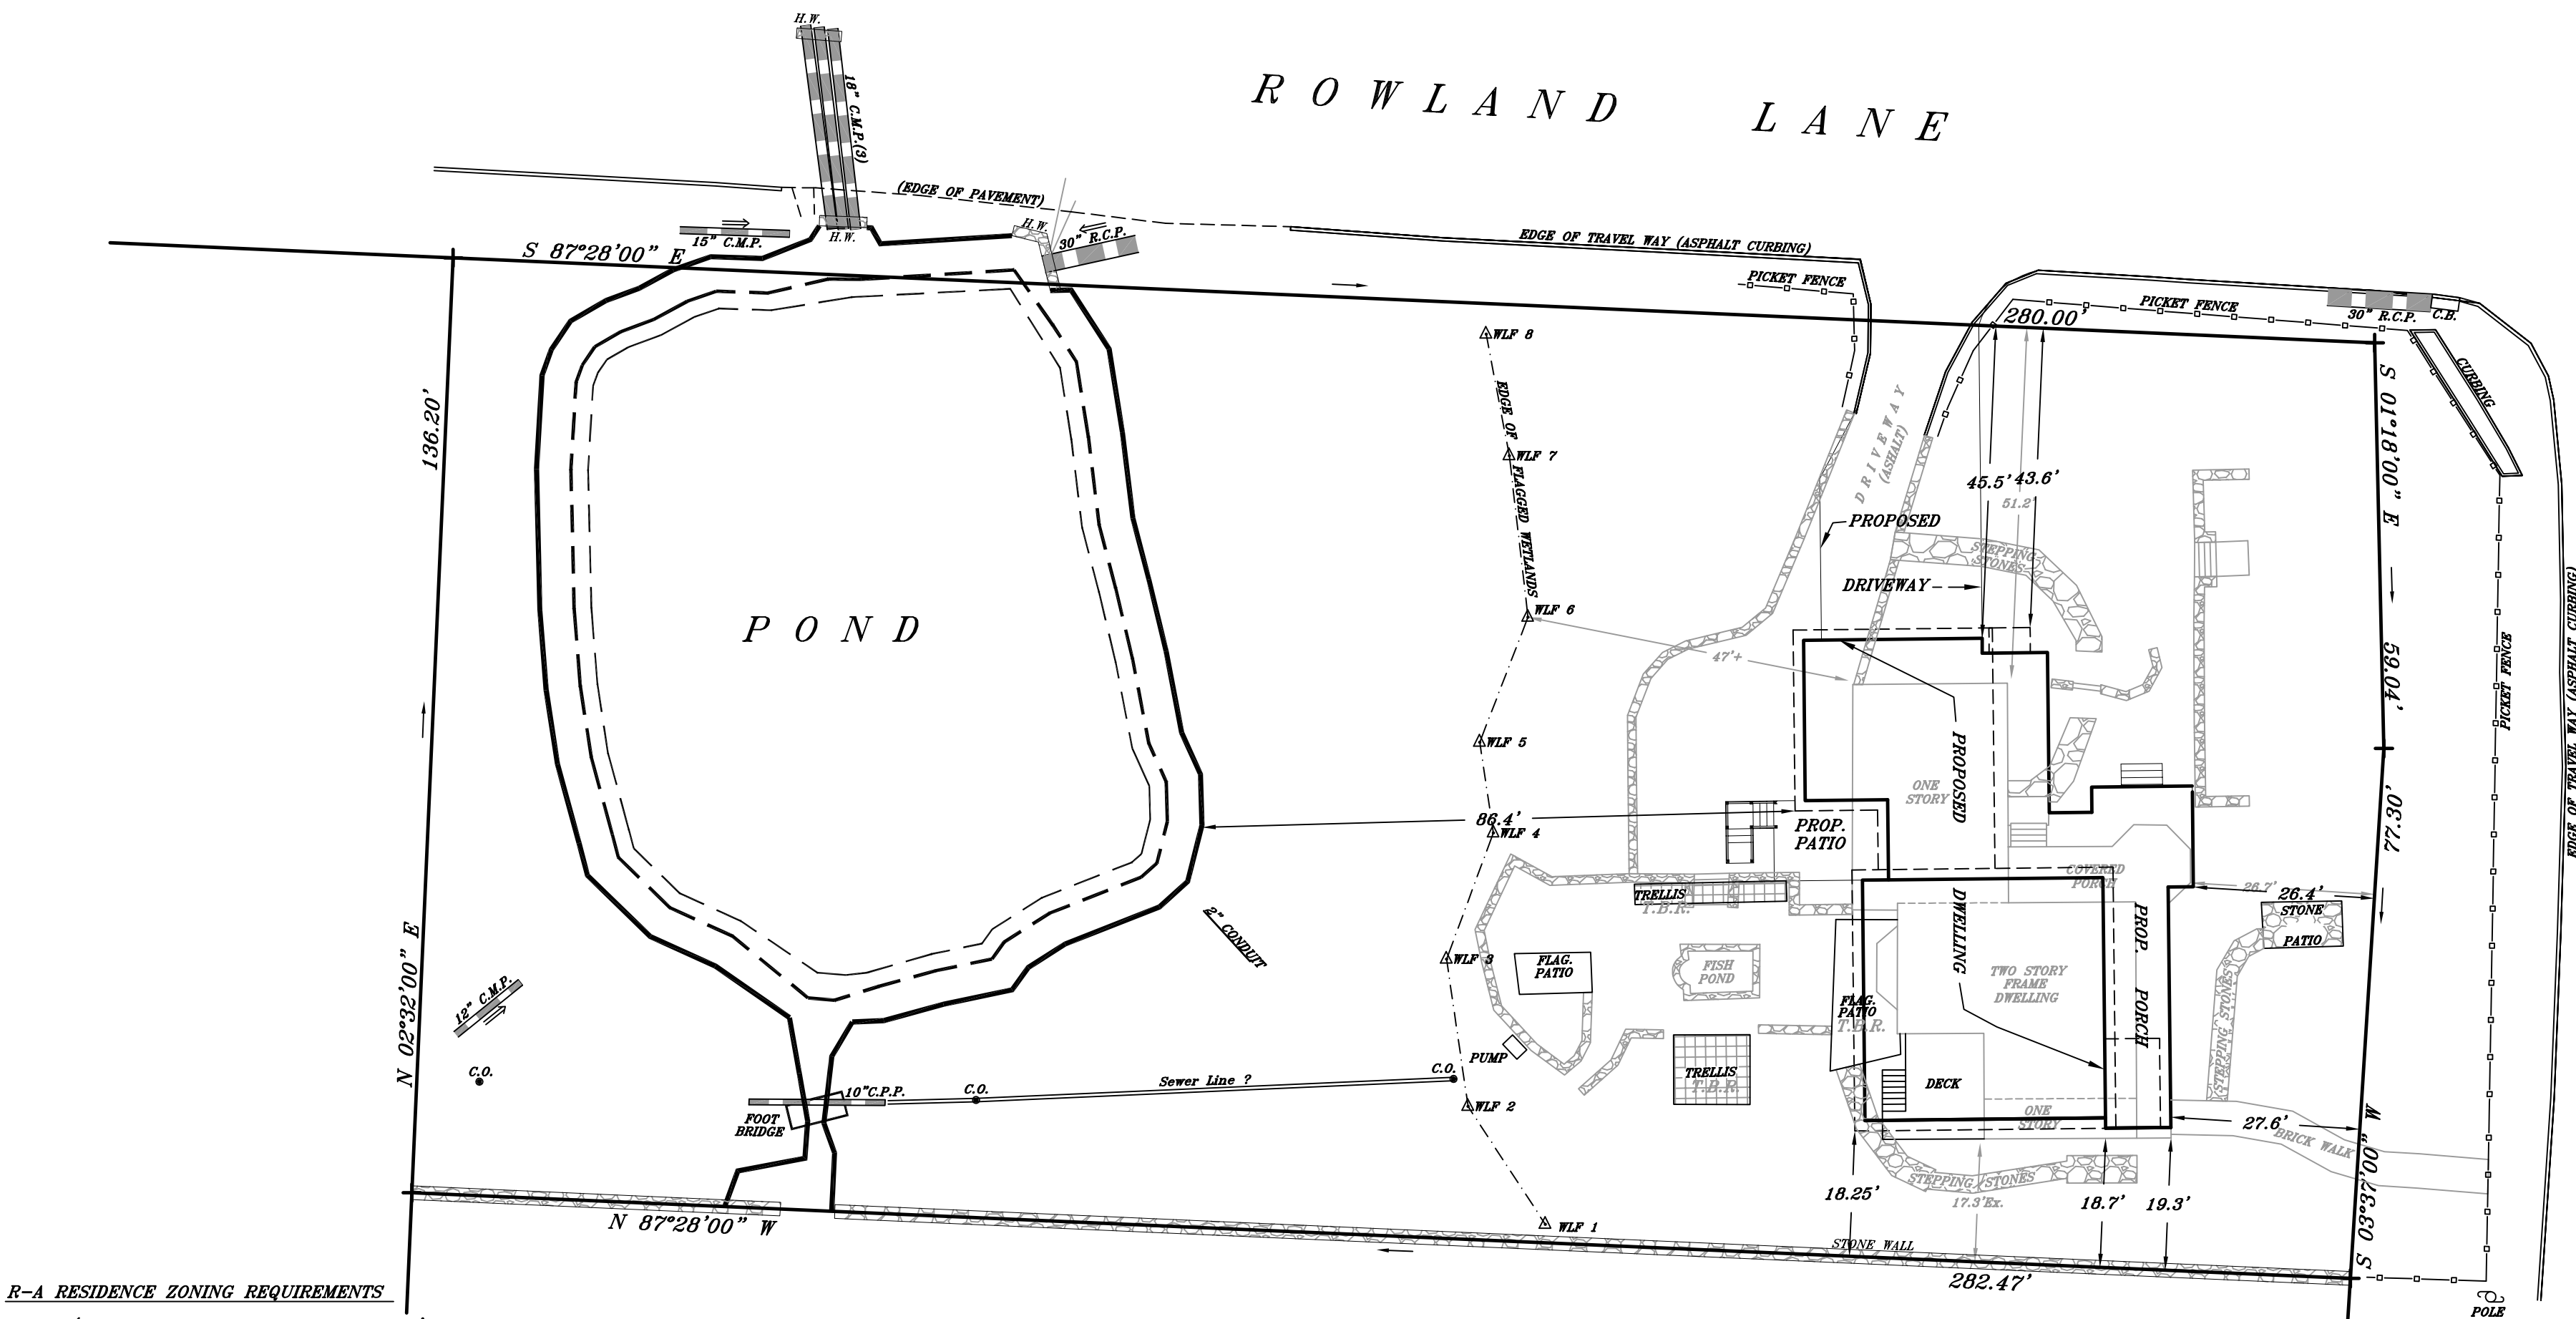 H.W.
18" C.M.P.(3)
ROWLAND LANE
(EDGE OF PAVEMENT)
15" C.M.P.
H.W.
H.W.
30" R.C.P.
S 87°28'00" E
EDGE OF TRAVEL WAY (ASPHALT CURBING)
PICKET FENCE
280.00'
PICKET FENCE
30" R.C.P.
C.B.
CURBING
136.20'
WLF 8
EDGE OF FLAGGED WETLANDS
WLF 7
DRIVEWAY
(ASPHALT)
45.5'
43.6'
51.2'
S 01°18'00" E
PROPOSED
DRIVEWAY
STEPPING
STONES
EDGE OF TRAVEL WAY (ASPHALT CURBING)
POND
WLF 6
47'+
59.04'
PICKET FENCE
WLF 5
PROPOSED
ONE
STORY
86.4'
WLF 4
PROP.
PATIO
77.30'
COVERED
PORCH
TRELLIS
T.B.R.
26.7'
26.4'
STONE
PATIO
2" CONDUIT
DWELLING
PROP. PORCH
WLF 3
FLAG.
PATIO
FISH
POND
TWO STORY
FRAME
DWELLING
N 02°32'00" E
12" C.M.P.
FLAG.
PATIO
T.B.R.
STEPPING STONES
C.O.
PUMP
C.O.
Sewer Line ?
C.O.
TRELLIS
T.B.R.
DECK
10"C.P.P.
FOOT
BRIDGE
WLF 2
ONE
STORY
27.6'
BRICK WALK
S 03°37'00" W
STEPPING STONES
18.25'
17.3'Ex.
18.7'
19.3'
N 87°28'00" W
WLF 1
STONE WALL
282.47'
R-A RESIDENCE ZONING REQUIREMENTS
POLE